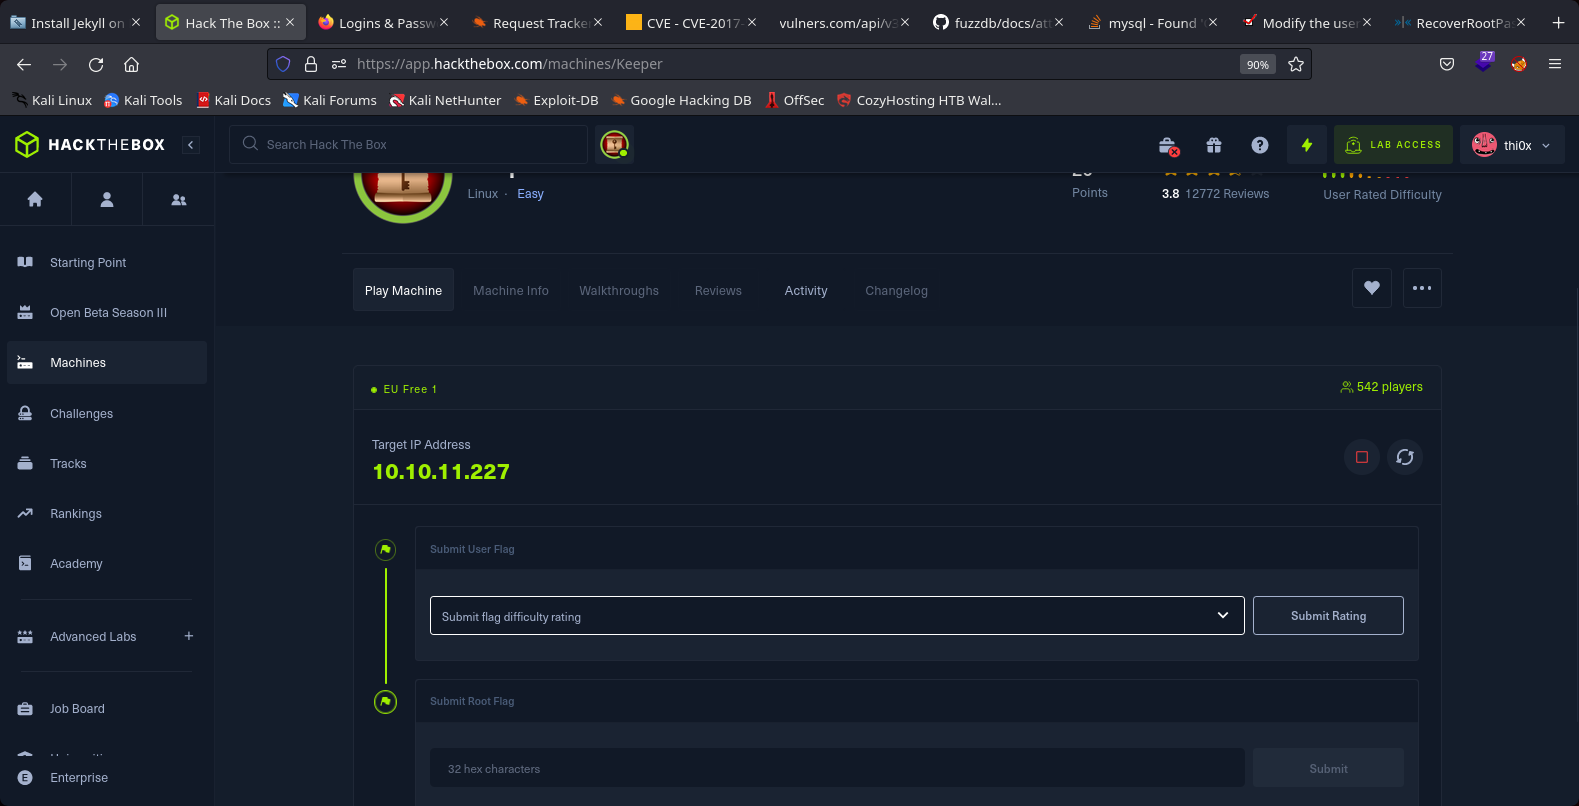 Install Jekyll on
Hack The Box ::
Logins & Passw
Request Tracke
CVE - CVE-2017-
vulners.com/api/v3
fuzzdb/docs/att
mysql - Found
Modify the user
RecoverRootPa
https://app.hackthebox.com/machines/Keeper
90%
27
Kali Linux
Kali Tools
Kali Docs
Kali Forums
Kali NetHunter
Exploit-DB
Google Hacking DB
OffSec
CozyHosting HTB Wal...
HACKTHEBOX
Search Hack The Box
LAB ACCESS
thi0x
Linux · Easy
Points
3.8 12772 Reviews
User Rated Difficulty
Starting Point
Open Beta Season III
Machines
Challenges
Tracks
Rankings
Academy
Advanced Labs
+
Job Board
E Enterprise
Play Machine
Machine Info
Walkthroughs
Reviews
Activity
Changelog
EU Free 1
542 players
Target IP Address
10.10.11.227
Submit User Flag
Submit flag difficulty rating
Submit Rating
Submit Root Flag
32 hex characters
Submit